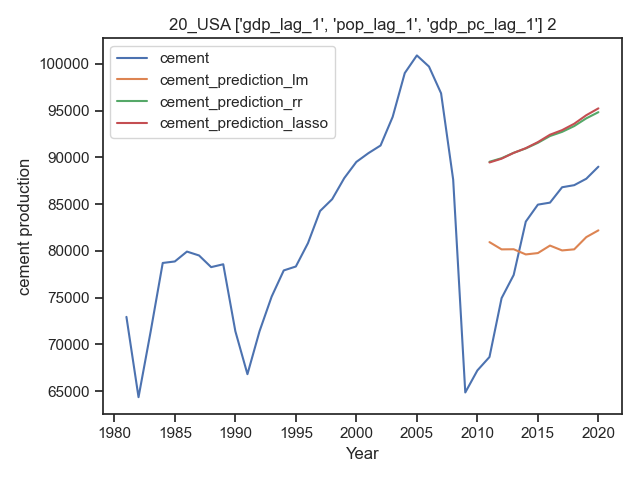 20_USA ['gdp_lag_1', 'pop_lag_1', 'gdp_pc_lag_1'] 2
cement
cement_prediction_lm
cement_prediction_rr
cement_prediction_lasso
cement production
100000
95000
90000
85000
80000
75000
70000
65000
1980 1985 1990 1995 2000 2005 2010 2015 2020
Year